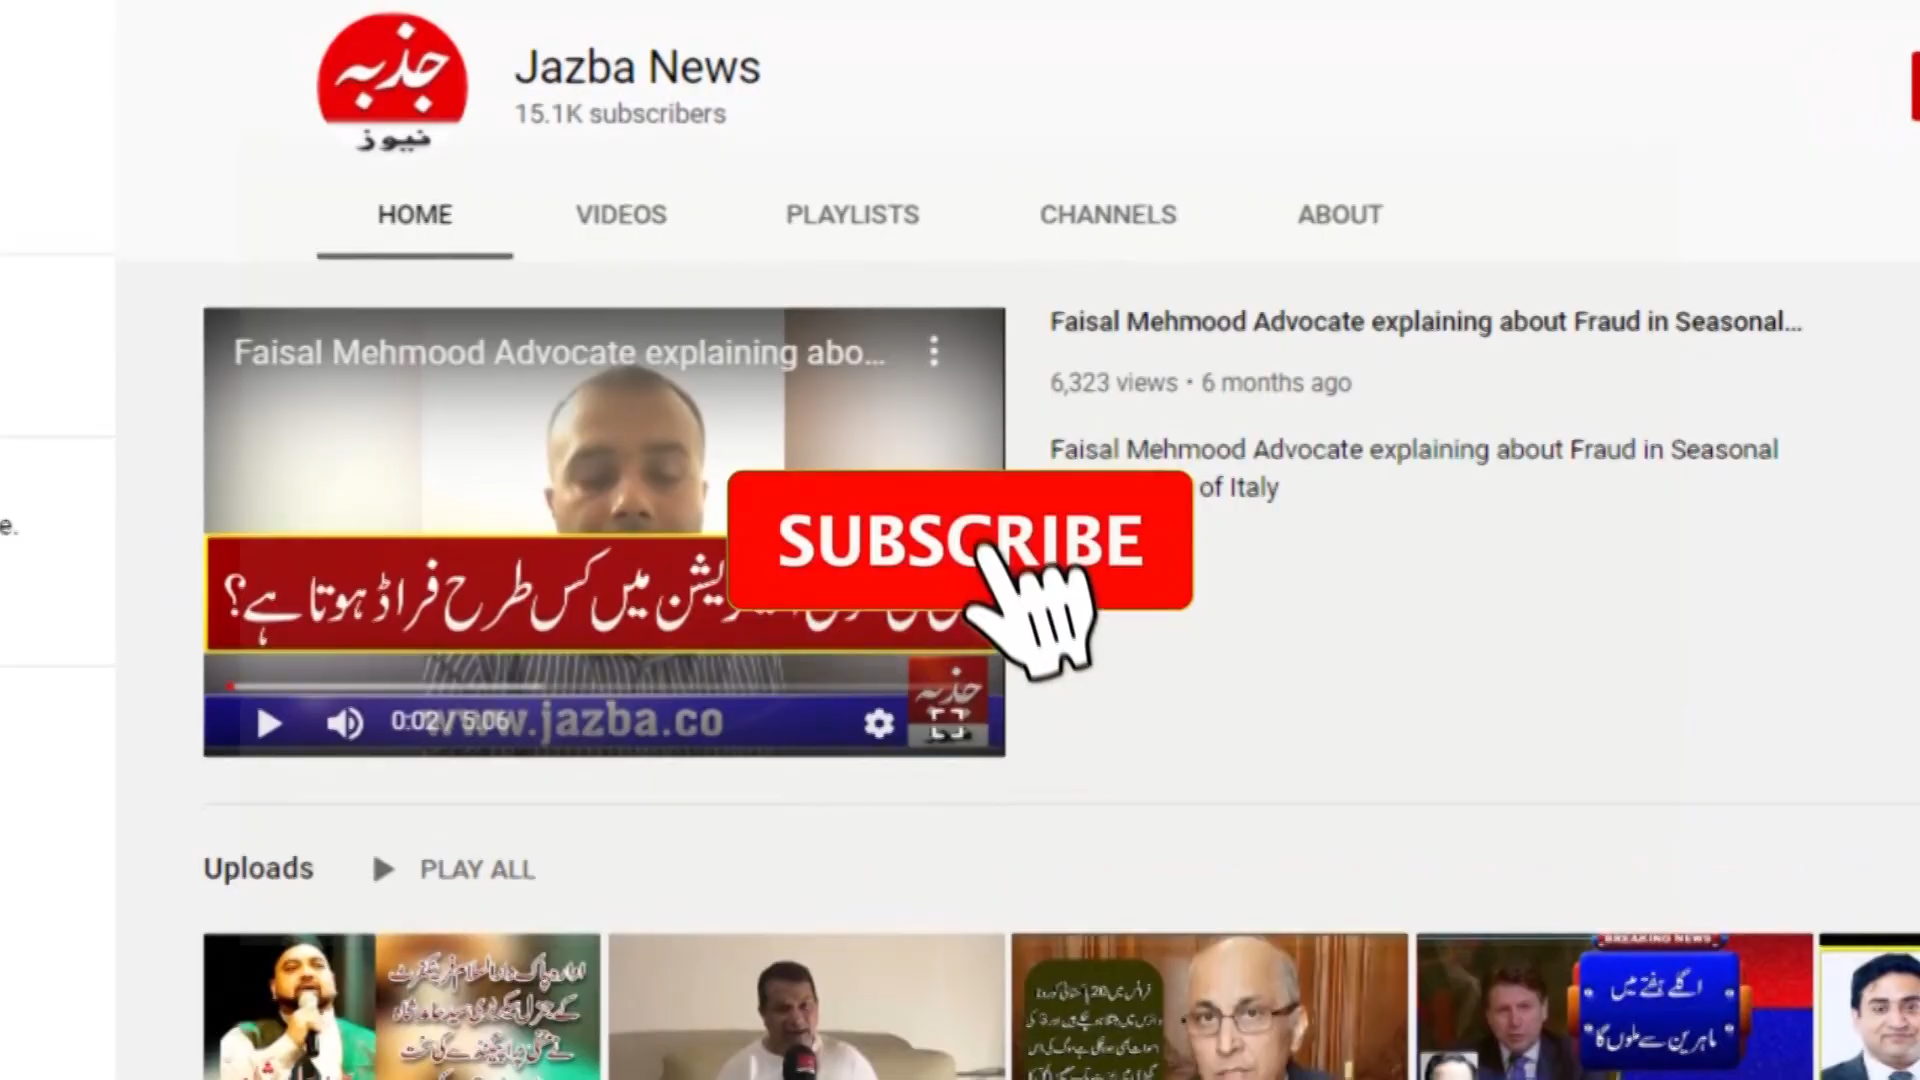 جذبہ
نیوز
Jazba News
15.1K subscribers
HOME VIDEOS PLAYLISTS CHANNELS ABOUT
Faisal Mehmood Advocate explaining abo...
Faisal Mehmood Advocate explaining about Fraud in Seasonal...
6,323 views • 6 months ago
Faisal Mehmood Advocate explaining about Fraud in Seasonal
of Italy
e.
SUBSCRIBE
میں کس طرح فراڈ ہوتا ہے؟
جذبہ
0:02 / 5:06
www.jazba.co
Uploads PLAY ALL
BREAKING NEWS
اگلے ہفتے میں
ماہرین سے ملوں گا"